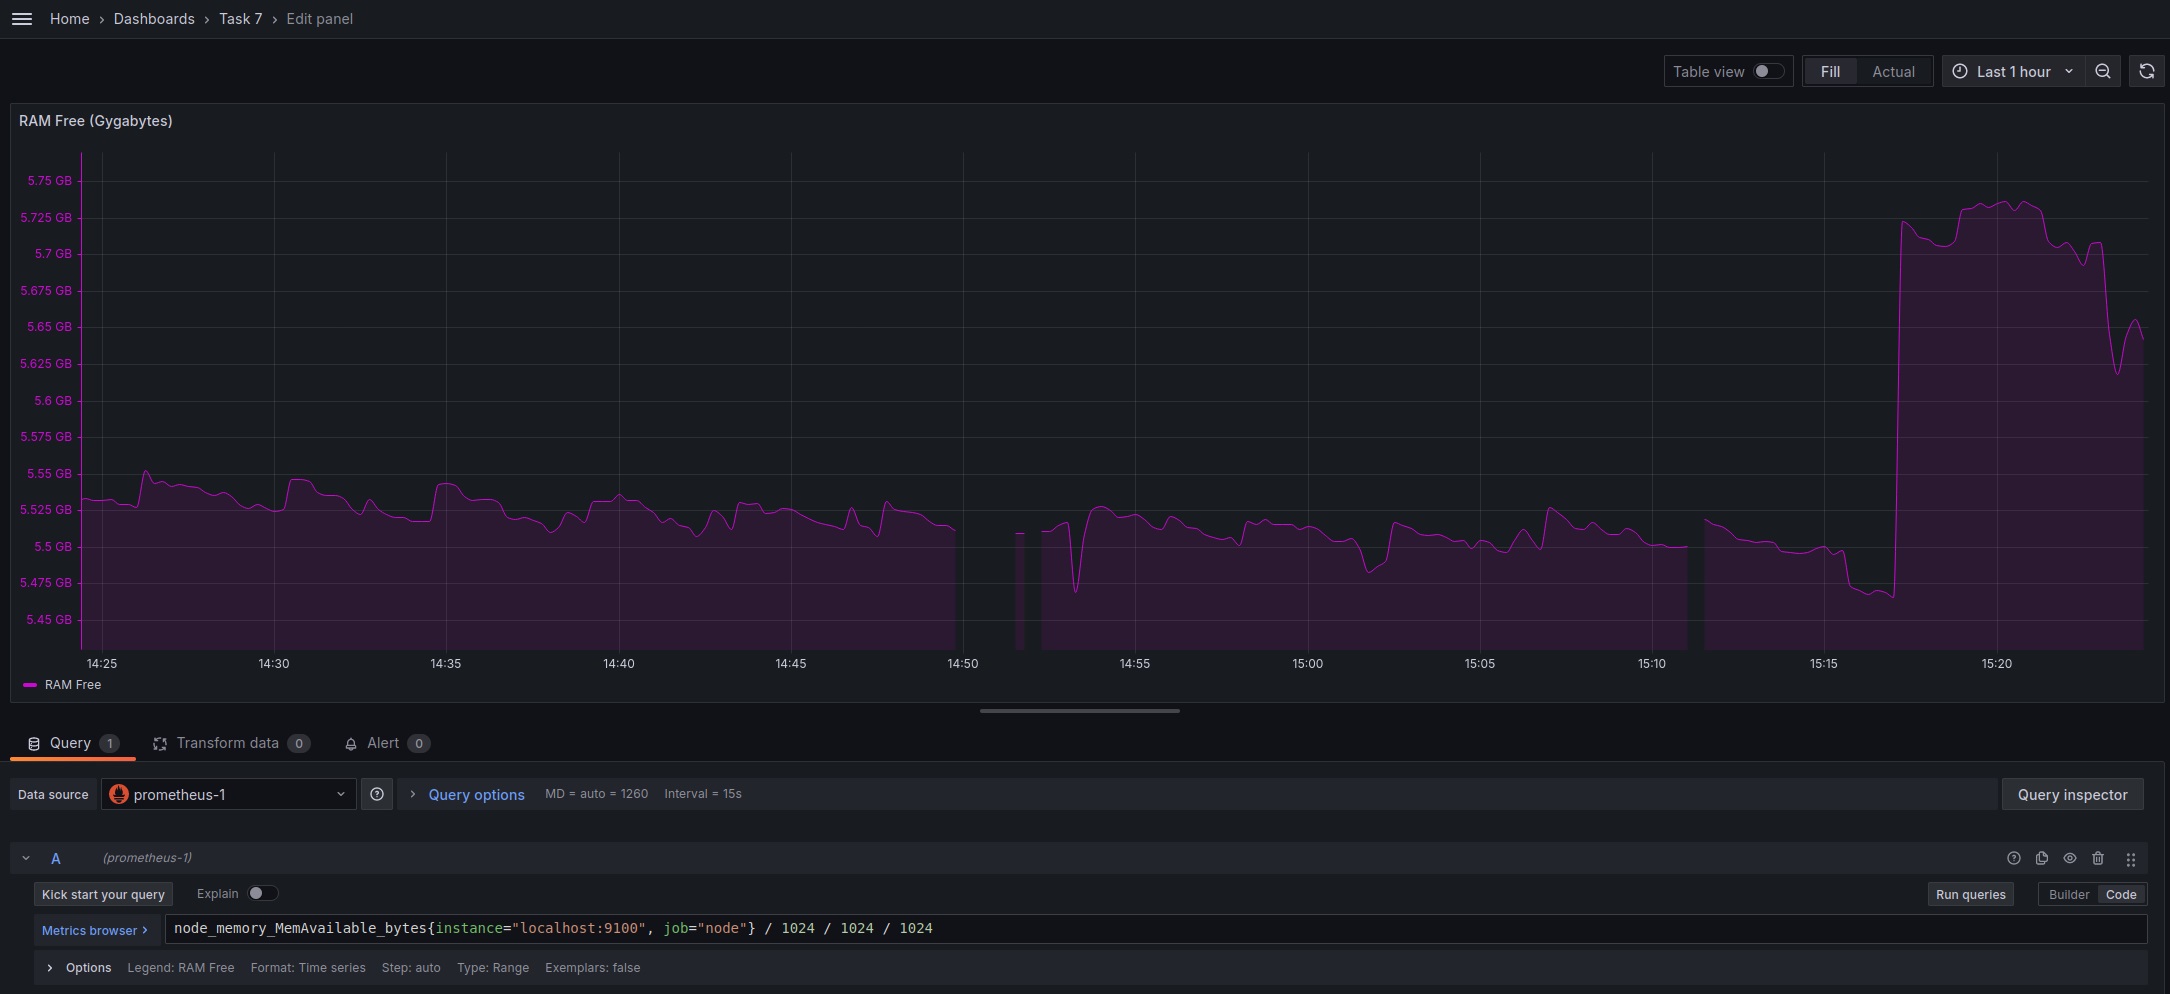 Home › Dashboards › Task 7 › Edit panel
Table view Fill Actual Last 1 hour
RAM Free (Gygabytes)
5.75 GB
5.725 GB
5.7 GB
5.675 GB
5.65 GB
5.625 GB
5.6 GB
5.575 GB
5.55 GB
5.525 GB
5.5 GB
5.475 GB
5.45 GB
14:25 14:30 14:35 14:40 14:45 14:50 14:55 15:00 15:05 15:10 15:15 15:20
RAM Free
Query 1 Transform data 0 Alert 0
Data source prometheus-1 Query options MD = auto = 1260 Interval = 15s Query inspector
A (prometheus-1)
Kick start your query Explain Run queries Builder Code
Metrics browser › node_memory_MemAvailable_bytes{instance="localhost:9100", job="node"} / 1024 / 1024 / 1024
Options Legend: RAM Free Format: Time series Step: auto Type: Range Exemplars: false